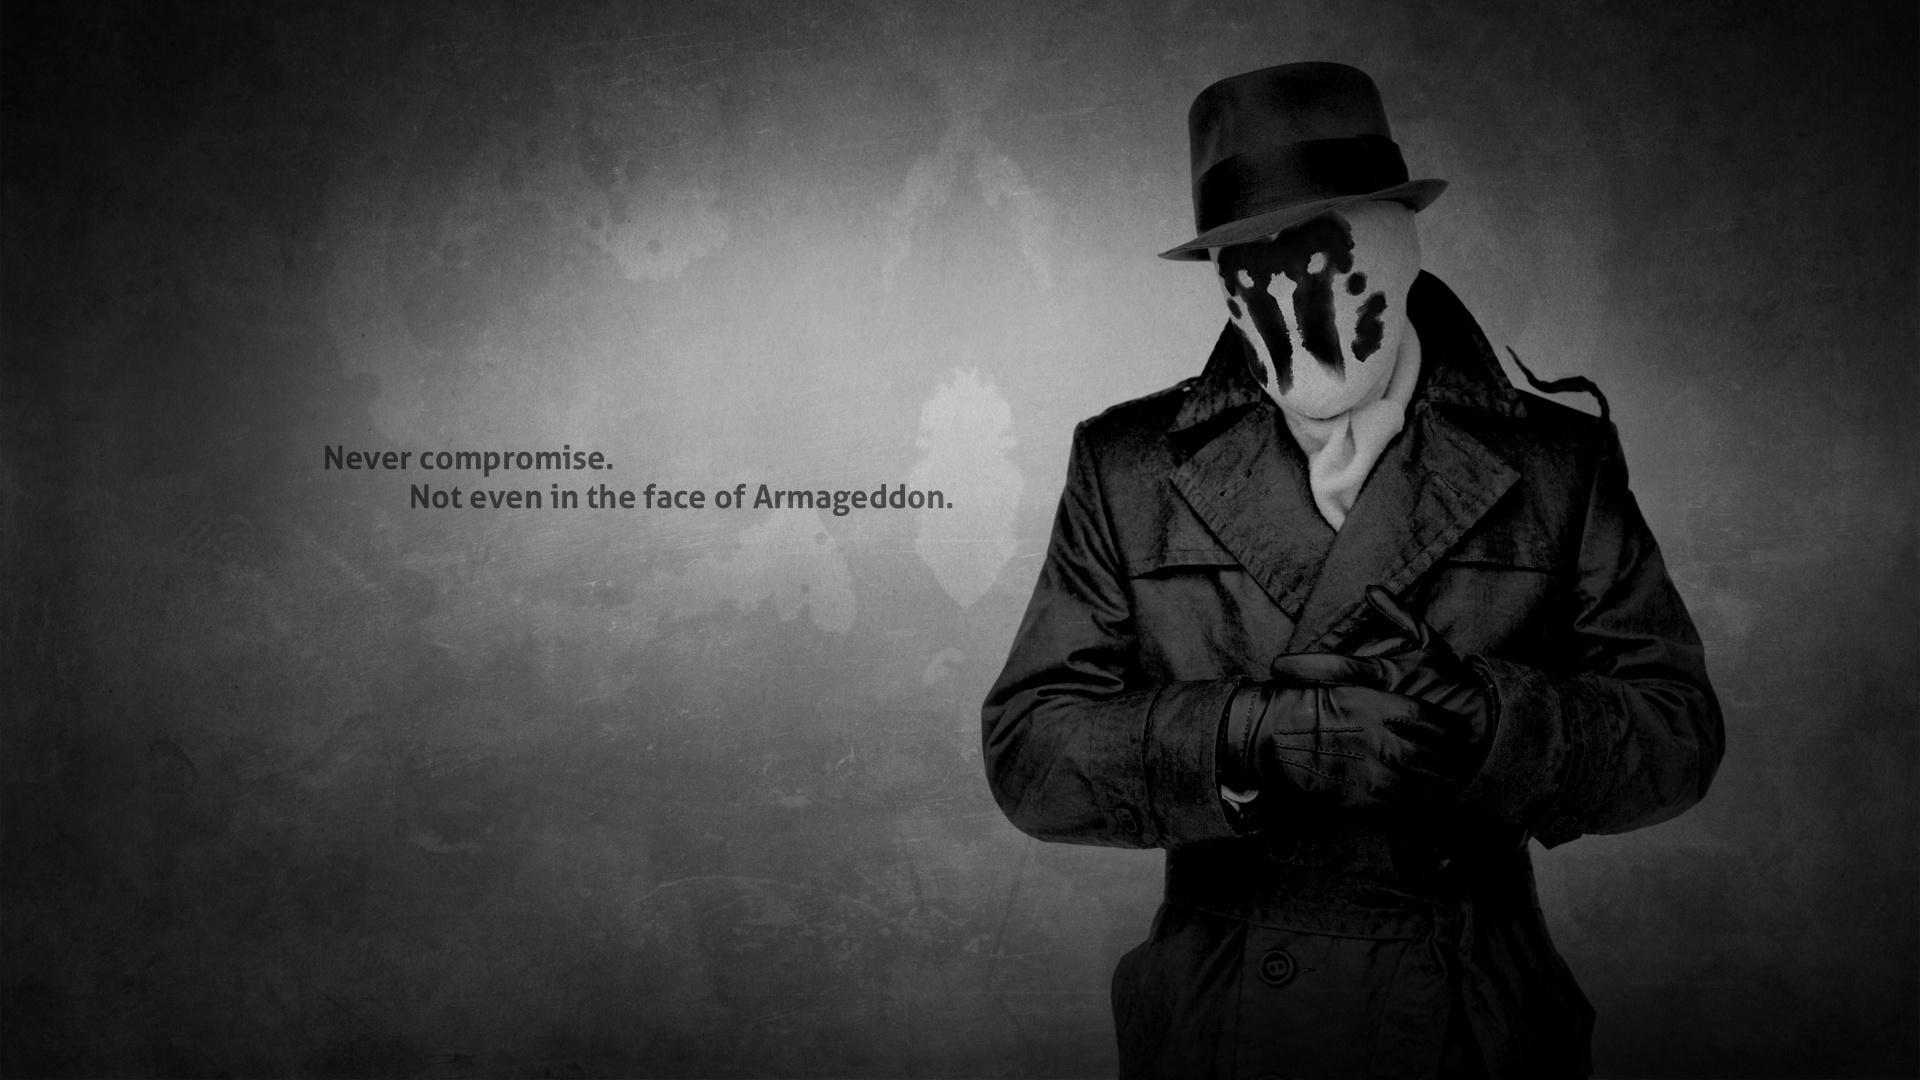 Never compromise.
Not even in the face of Armageddon.